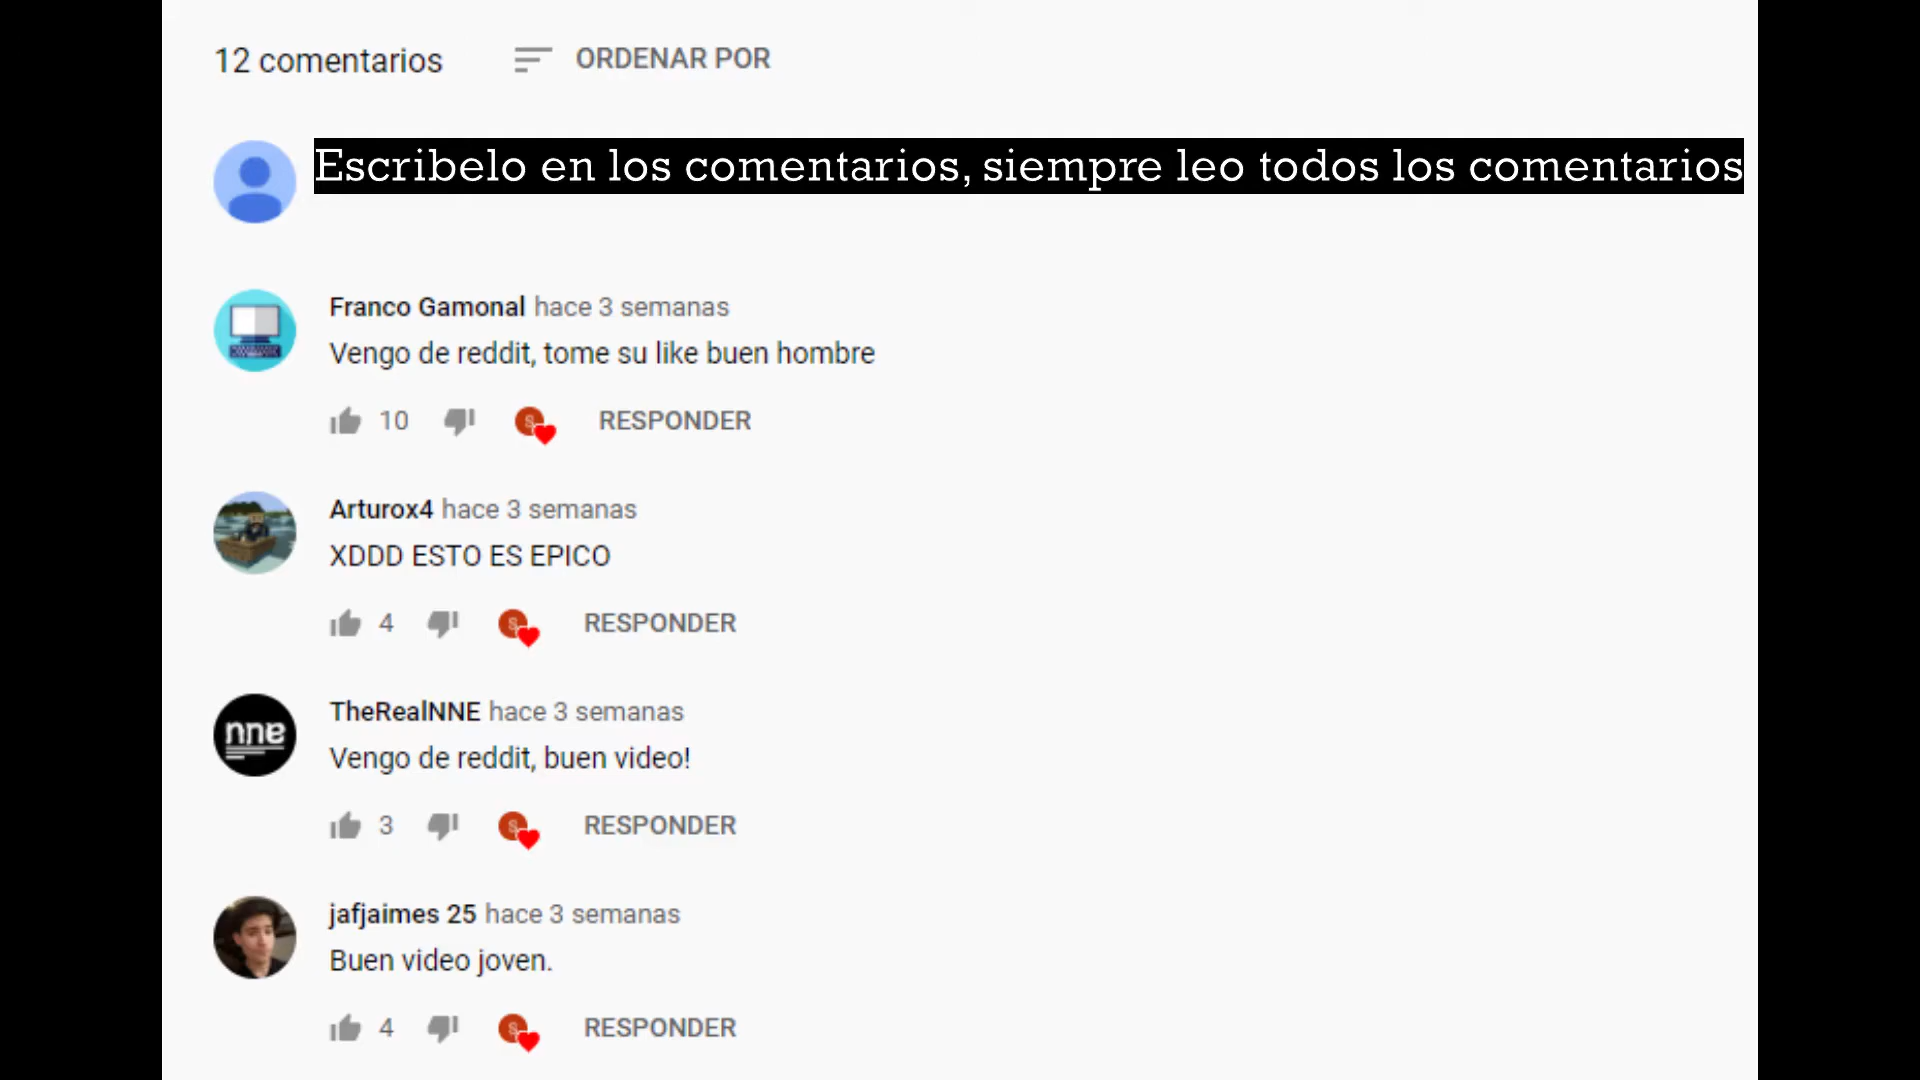 12 comentarios ORDENAR POR
Escribelo en los comentarios, siempre leo todos los comentarios
Franco Gamonal hace 3 semanas
Vengo de reddit, tome su like buen hombre
10 S RESPONDER
Arturox4 hace 3 semanas
XDDD ESTO ES EPICO
4 S RESPONDER
nne
TheRealNNE hace 3 semanas
Vengo de reddit, buen video!
3 S RESPONDER
jafjaimes 25 hace 3 semanas
Buen video joven.
4 S RESPONDER